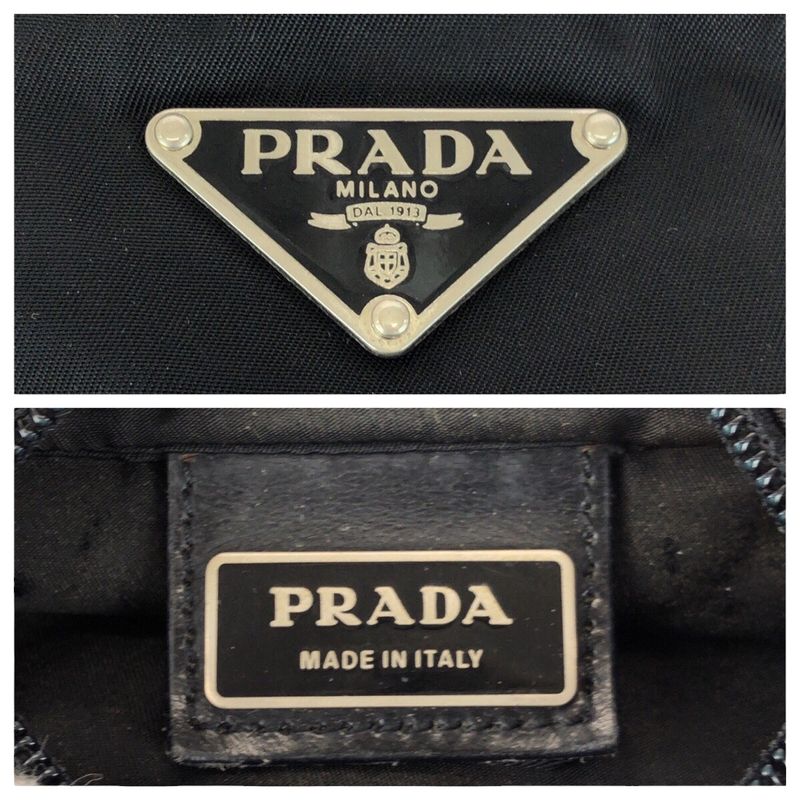 PRADA
MILANO
DAL 1913
PRADA
MADE IN ITALY